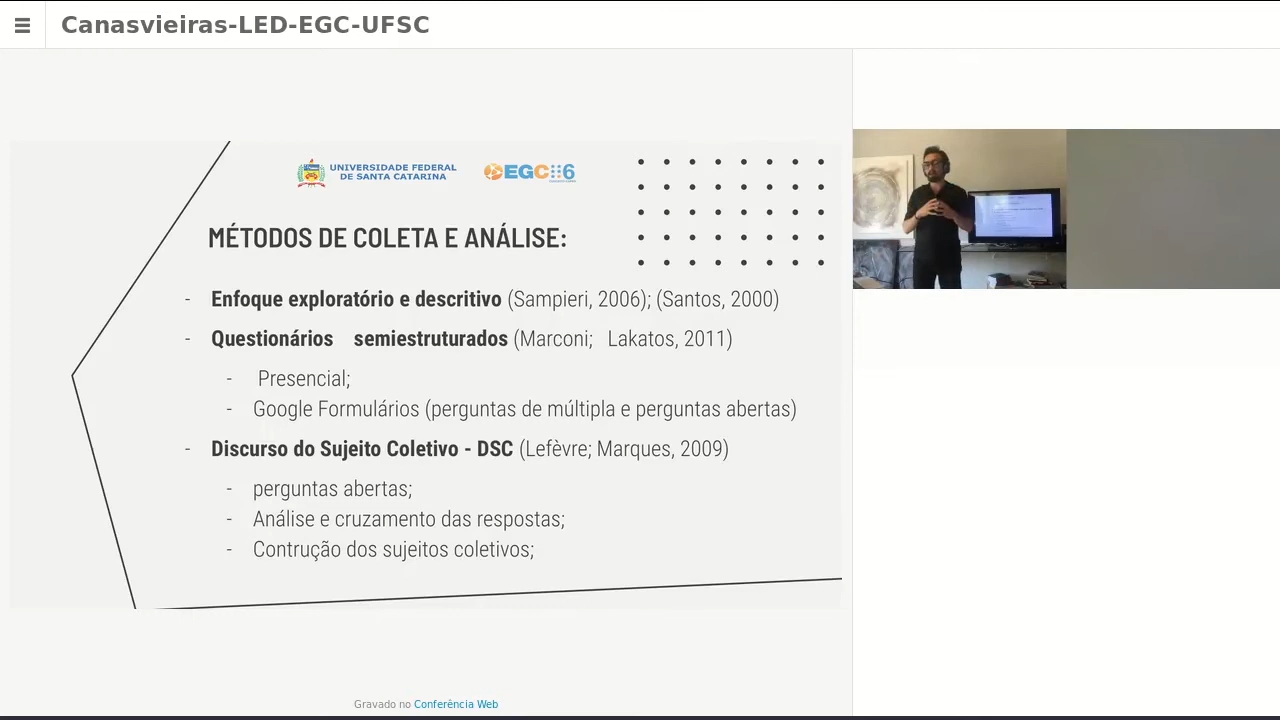 Canasvieiras-LED-EGC-UFSC
UNIVERSIDADE FEDERAL
DE SANTA CATARINA
EGC
6
MÉTODOS DE COLETA E ANÁLISE:
- Enfoque exploratório e descritivo (Sampieri, 2006); (Santos, 2000)
- Questionários semiestruturados (Marconi; Lakatos, 2011)
- Presencial;
- Google Formulários (perguntas de múltipla e perguntas abertas)
- Discurso do Sujeito Coletivo - DSC (Lefèvre; Marques, 2009)
- perguntas abertas;
- Análise e cruzamento das respostas;
- Contrução dos sujeitos coletivos;
Gravado no Conferência Web